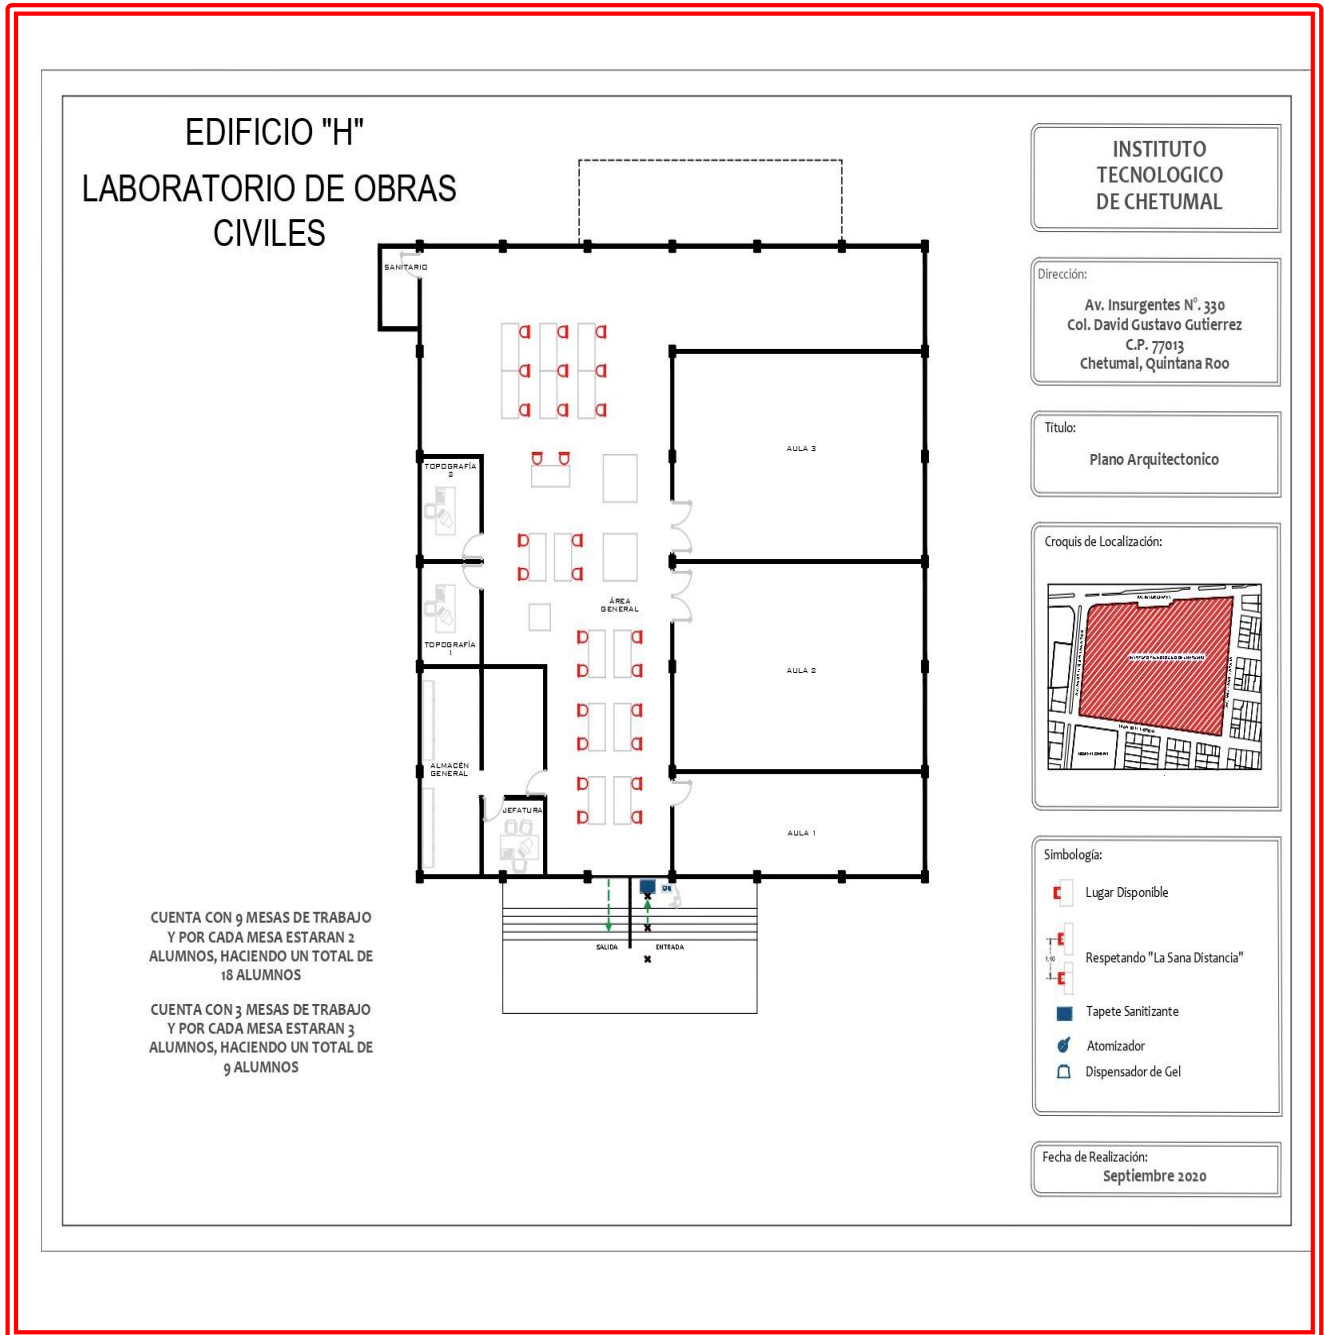 EDIFICIO "H"
LABORATORIO DE OBRAS
CIVILES
SANITARIO
TOPOGRAFÍA
2
TOPOGRAFÍA
1
ALMACÉN
GENERAL
JEFATURA
ÁREA
GENERAL
AULA 3
AULA 2
AULA 1
SALIDA
ENTRADA
CUENTA CON 9 MESAS DE TRABAJO
Y POR CADA MESA ESTARAN 2
ALUMNOS, HACIENDO UN TOTAL DE
18 ALUMNOS
CUENTA CON 3 MESAS DE TRABAJO
Y POR CADA MESA ESTARAN 3
ALUMNOS, HACIENDO UN TOTAL DE
9 ALUMNOS
INSTITUTO
TECNOLOGICO
DE CHETUMAL
Dirección:
Av. Insurgentes N°. 330
Col. David Gustavo Gutierrez
C.P. 77013
Chetumal, Quintana Roo
Título:
Plano Arquitectonico
Croquis de Localización:
Simbología:
Lugar Disponible
Respetando "La Sana Distancia"
Tapete Sanitizante
Atomizador
Dispensador de Gel
Fecha de Realización:
Septiembre 2020